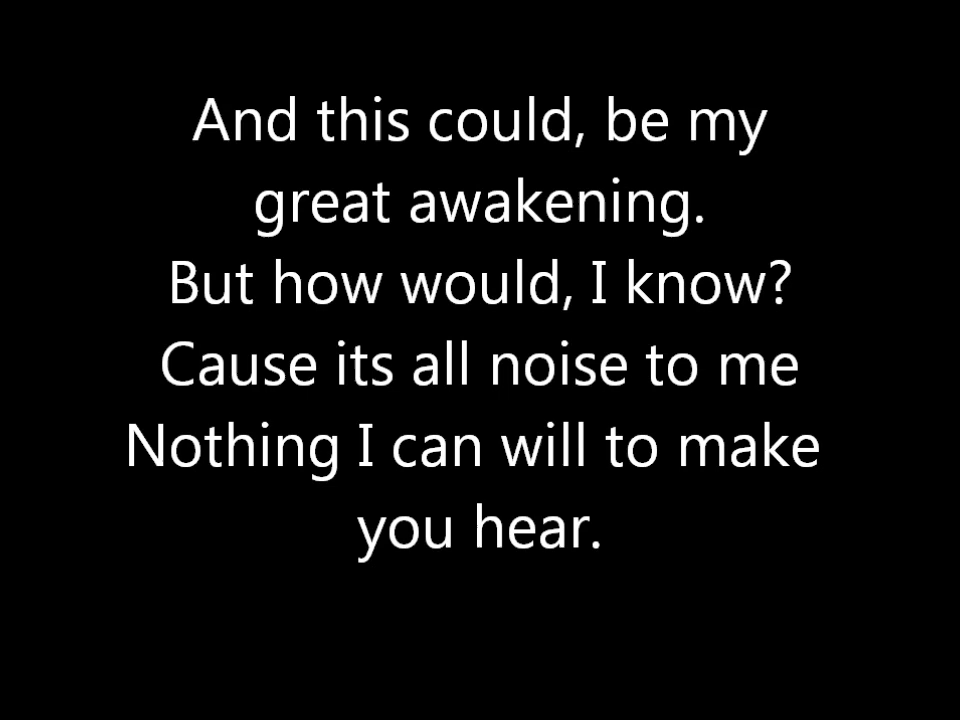 And this could, be my
great awakening.
But how would, I know?
Cause its all noise to me
Nothing I can will to make
you hear.